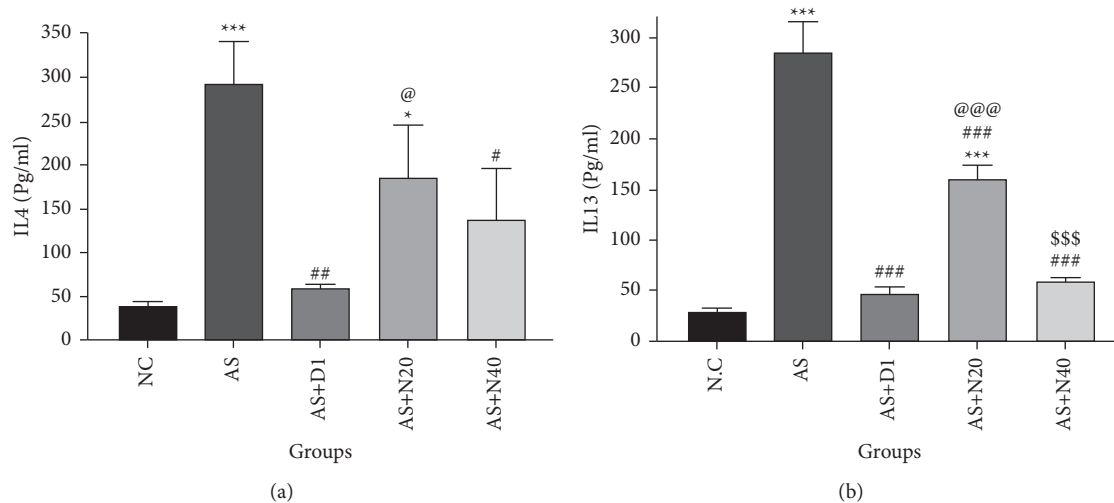 350
300
250
200
150
100
50
0
IL4 (Pg/ml)
***
##
@
*
#
NC
AS
AS+D1
AS+N20
AS+N40
Groups
(a)
300
250
200
150
100
50
0
IL13 (Pg/ml)
***
###
@@@
###
***
$$$
###
N.C
AS
AS+D1
AS+N20
AS+N40
Groups
(b)